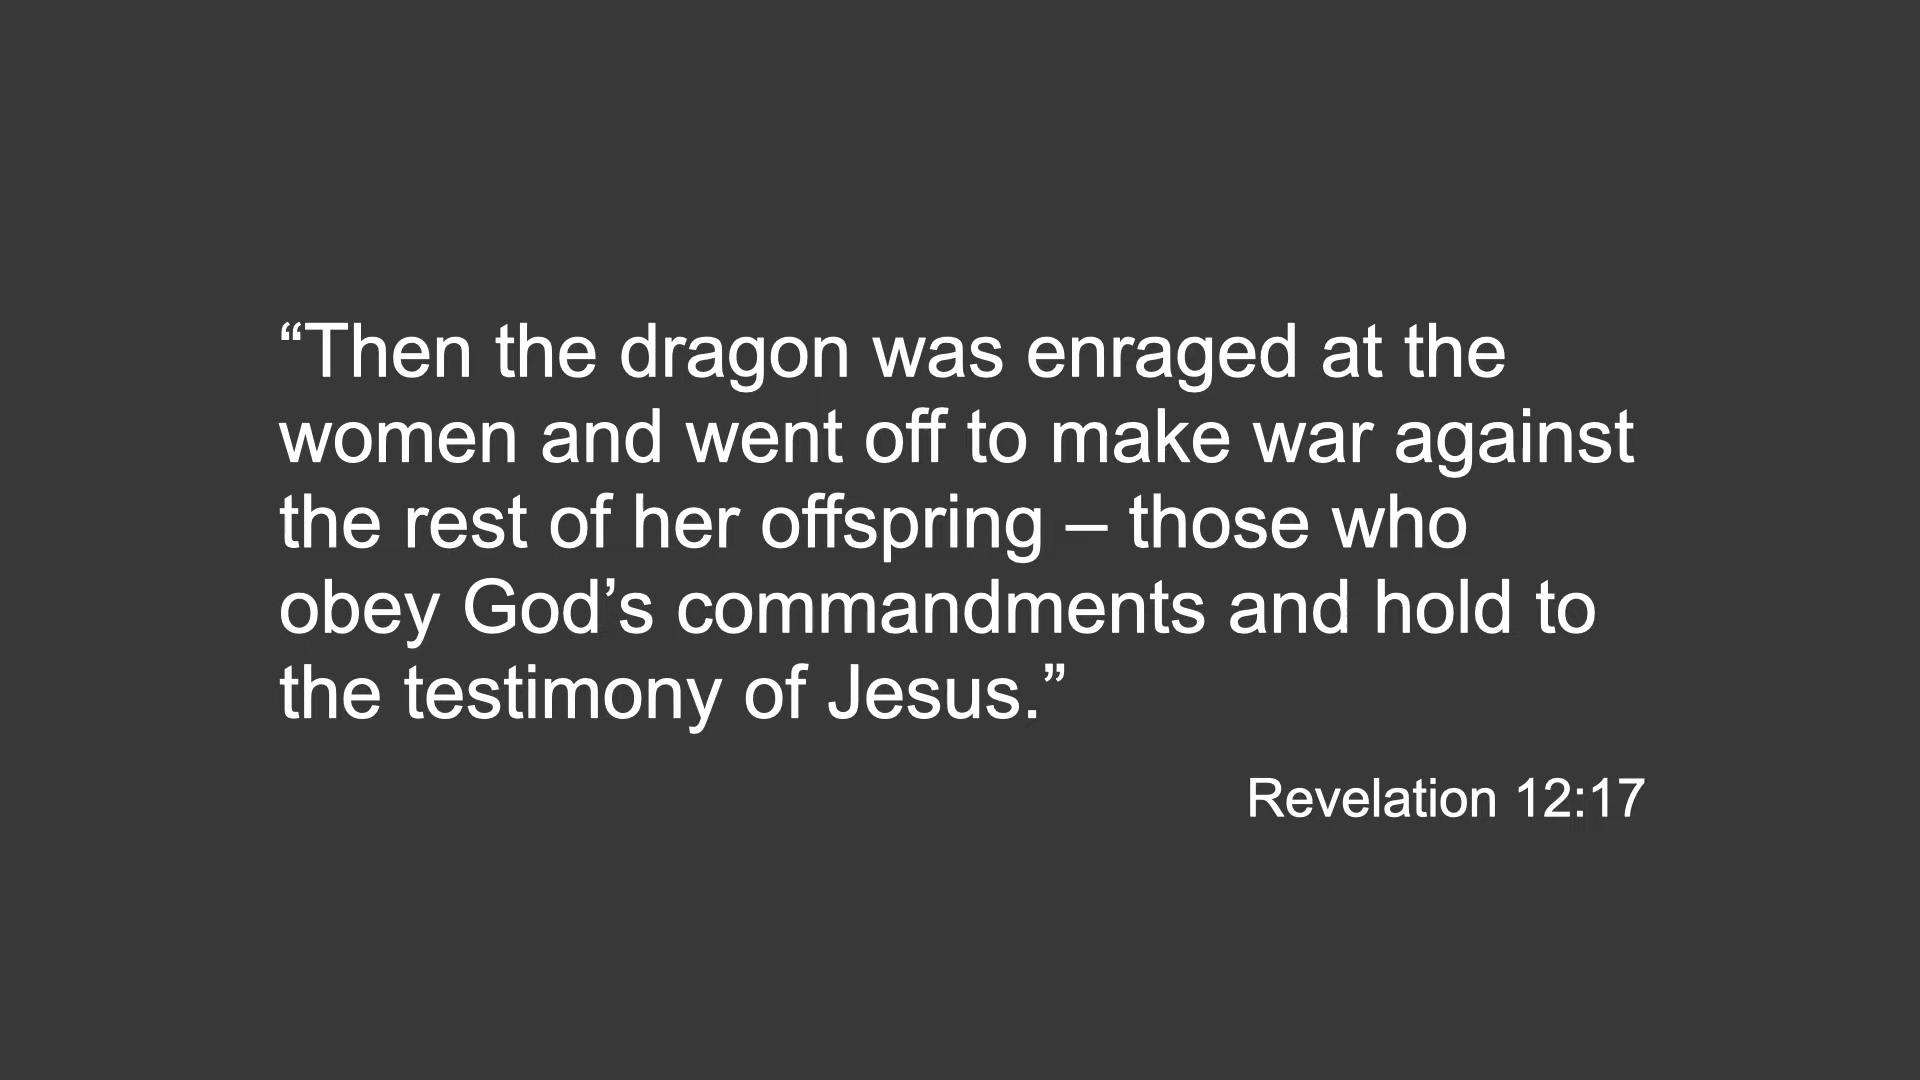 “Then the dragon was enraged at the
women and went off to make war against
the rest of her offspring – those who
obey God’s commandments and hold to
the testimony of Jesus.”
Revelation 12:17